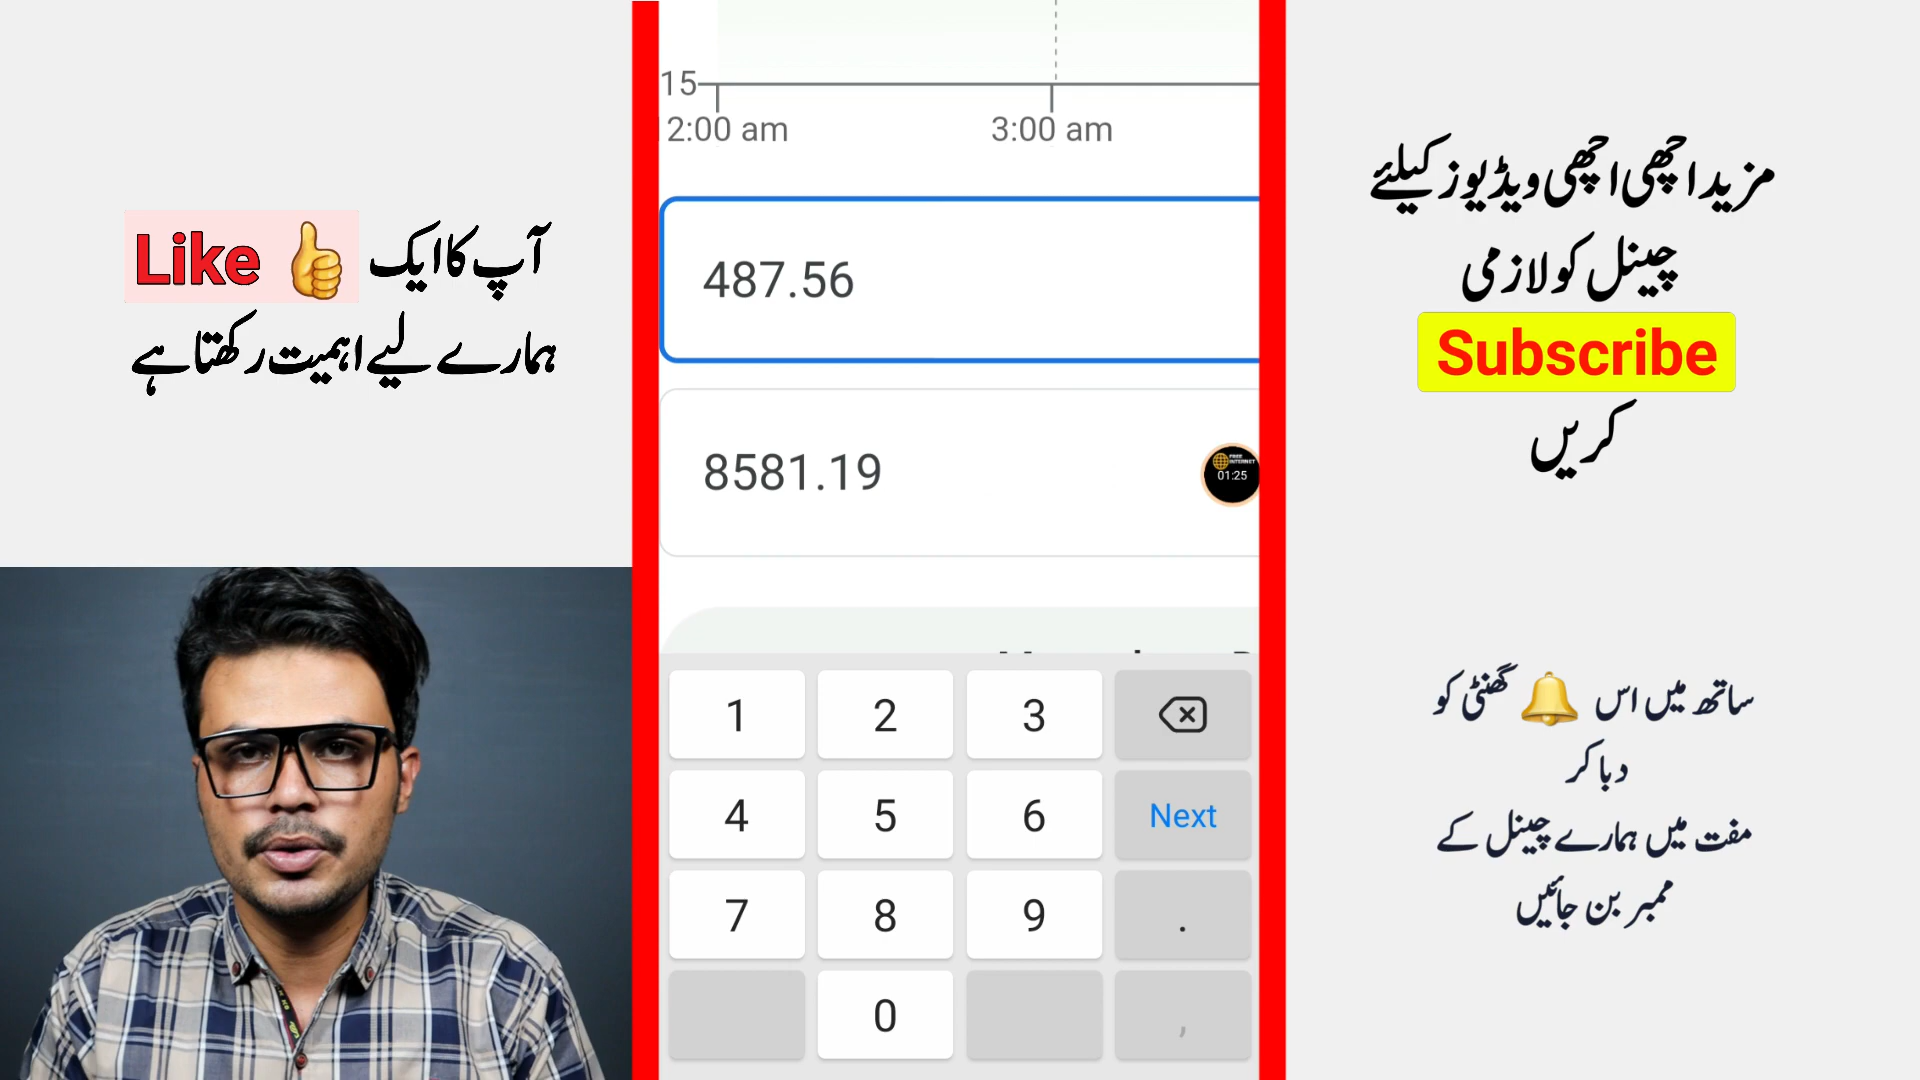 آپ کا ایک Like 👍
ہمارے لیے اہمیت رکھتا ہے
15
2:00 am
3:00 am
487.56
8581.19
FREE
INTERNET
01:25
1 2 3
4 5 6 Next
7 8 9 .
0 ,
مزید اچھی اچھی ویڈیوز کیلئے
چینل کو لازمی
Subscribe
کریں
ساتھ میں اس 🔔 گھنٹی کو
دبا کر
مفت میں ہمارے چینل کے
ممبر بن جائیں